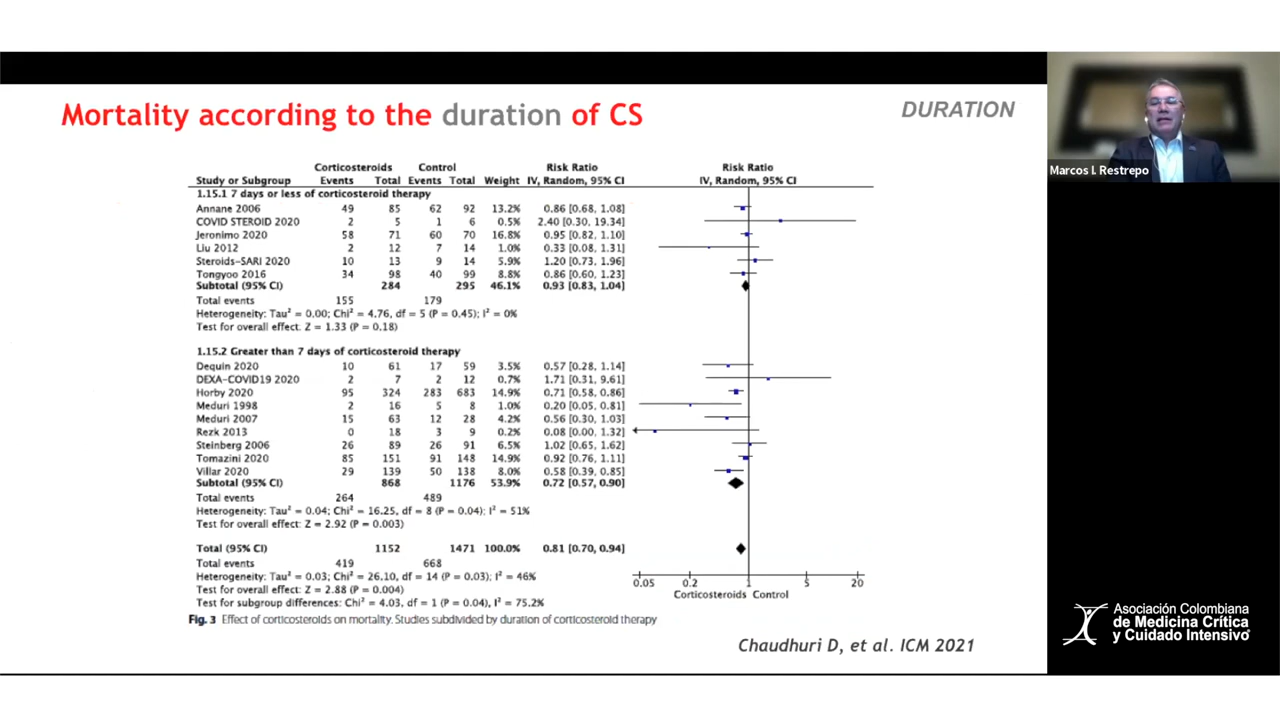 Mortality according to the duration of CS
DURATION
Marcos I. Restrepo
Corticosteroids Control Risk Ratio Risk Ratio
Study or Subgroup Events Total Events Total Weight IV, Random, 95% CI IV, Random, 95% CI
1.15.1 7 days or less of corticosteroid therapy
Annane 2006 49 85 62 92 13.2% 0.86 [0.68, 1.08]
COVID STEROID 2020 2 5 1 6 0.5% 2.40 [0.30, 19.34]
Jeronimo 2020 58 71 60 70 16.8% 0.95 [0.82, 1.10]
Liu 2012 2 12 7 14 1.0% 0.33 [0.08, 1.31]
Steroids-SARI 2020 10 13 9 14 5.9% 1.20 [0.73, 1.96]
Tongyoo 2016 34 98 40 99 8.8% 0.86 [0.60, 1.23]
Subtotal (95% CI) 284 295 46.1% 0.93 [0.83, 1.04]
Total events 155 179
Heterogeneity: Tau² = 0.00; Chi² = 4.76, df = 5 (P = 0.45); I² = 0%
Test for overall effect: Z = 1.33 (P = 0.18)
1.15.2 Greater than 7 days of corticosteroid therapy
Dequin 2020 10 61 17 59 3.5% 0.57 [0.28, 1.14]
DEXA-COVID19 2020 2 7 2 12 0.7% 1.71 [0.31, 9.61]
Horby 2020 95 324 283 683 14.9% 0.71 [0.58, 0.86]
Meduri 1998 2 16 5 8 1.0% 0.20 [0.05, 0.81]
Meduri 2007 15 63 12 28 4.2% 0.56 [0.30, 1.03]
Rezk 2013 0 18 3 9 0.2% 0.08 [0.00, 1.32]
Steinberg 2006 26 89 26 91 6.5% 1.02 [0.65, 1.62]
Tomazini 2020 85 151 91 148 14.9% 0.92 [0.76, 1.11]
Villar 2020 29 139 50 138 8.0% 0.58 [0.39, 0.85]
Subtotal (95% CI) 868 1176 53.9% 0.72 [0.57, 0.90]
Total events 264 489
Heterogeneity: Tau² = 0.04; Chi² = 16.25, df = 8 (P = 0.04); I² = 51%
Test for overall effect: Z = 2.92 (P = 0.003)
Total (95% CI) 1152 1471 100.0% 0.81 [0.70, 0.94]
Total events 419 668
Heterogeneity: Tau² = 0.03; Chi² = 26.10, df = 14 (P = 0.03); I² = 46%
Test for overall effect: Z = 2.88 (P = 0.004)
Test for subgroup differences: Chi² = 4.03, df = 1 (P = 0.04), I² = 75.2%
0.05 0.2 1 5 20
Corticosteroids Control
Fig. 3 Effect of corticosteroids on mortality. Studies subdivided by duration of corticosteroid therapy
Chaudhuri D, et al. ICM 2021
Asociación Colombiana
de Medicina Crítica
y Cuidado Intensivo